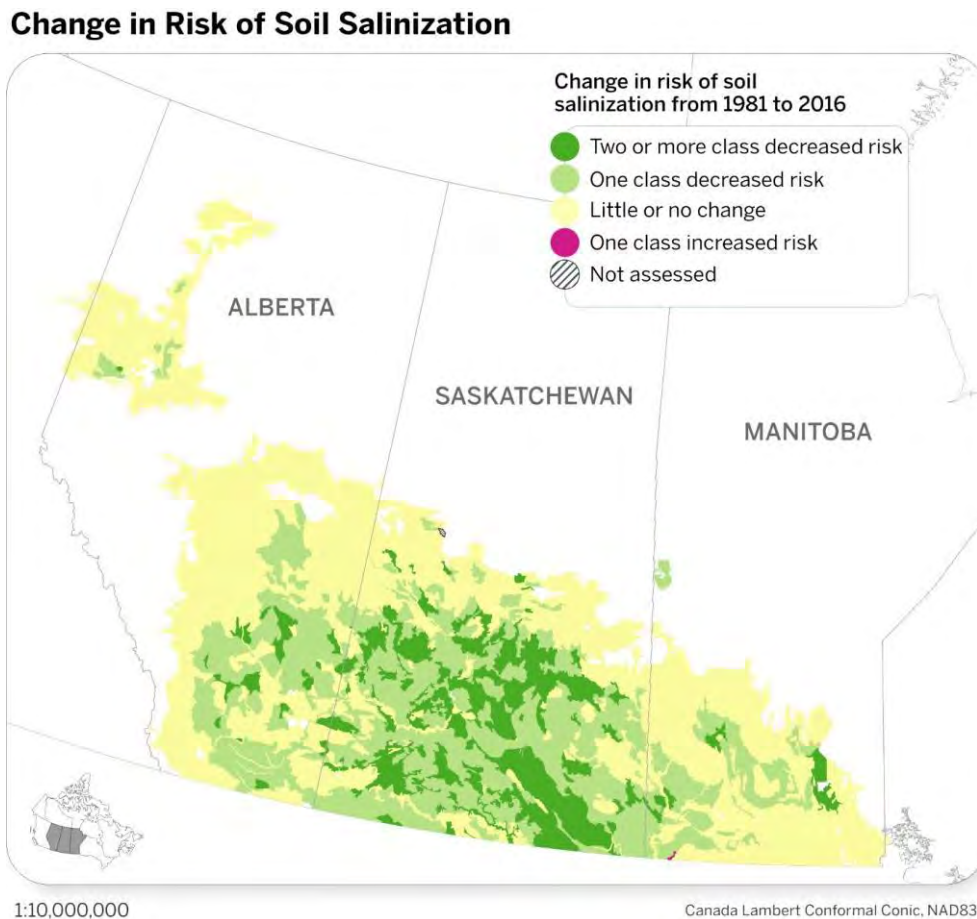 Change in Risk of Soil Salinization
Change in risk of soil
salinization from 1981 to 2016
Two or more class decreased risk
One class decreased risk
Little or no change
One class increased risk
Not assessed
ALBERTA
SASKATCHEWAN
MANITOBA
1:10,000,000
Canada Lambert Conformal Conic, NAD83